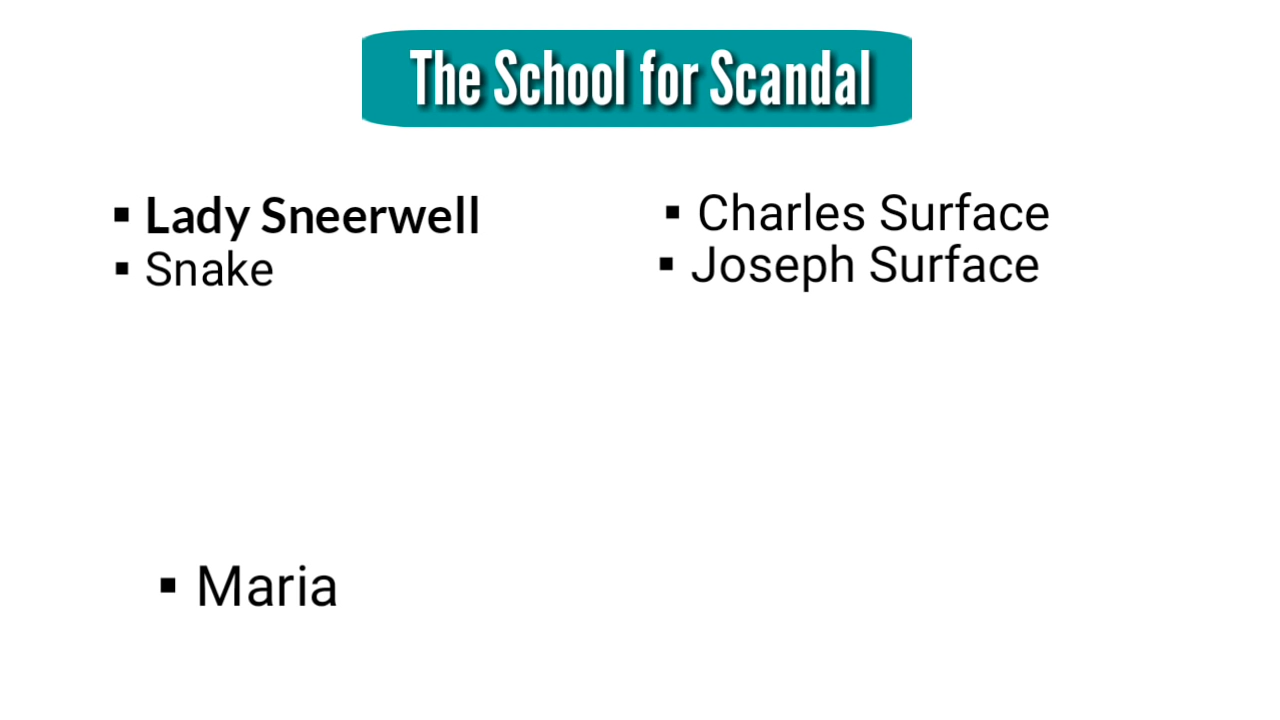 The School for Scandal
▪ Lady Sneerwell
▪ Snake
▪ Charles Surface
▪ Joseph Surface
▪ Maria